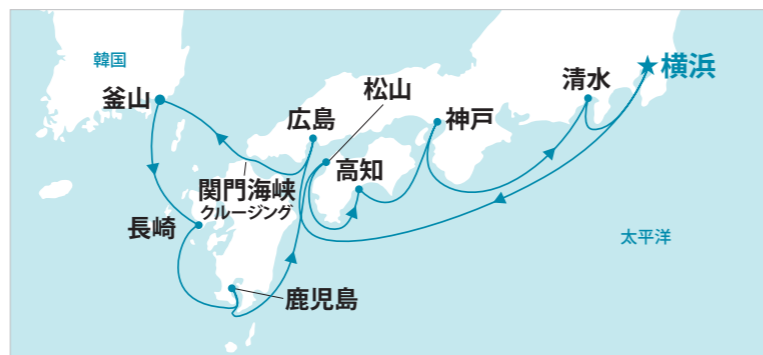 韓国
釜山
松山
広島
神戸
清水
★横浜
高知
関門海峡
クルージング
長崎
太平洋
鹿児島